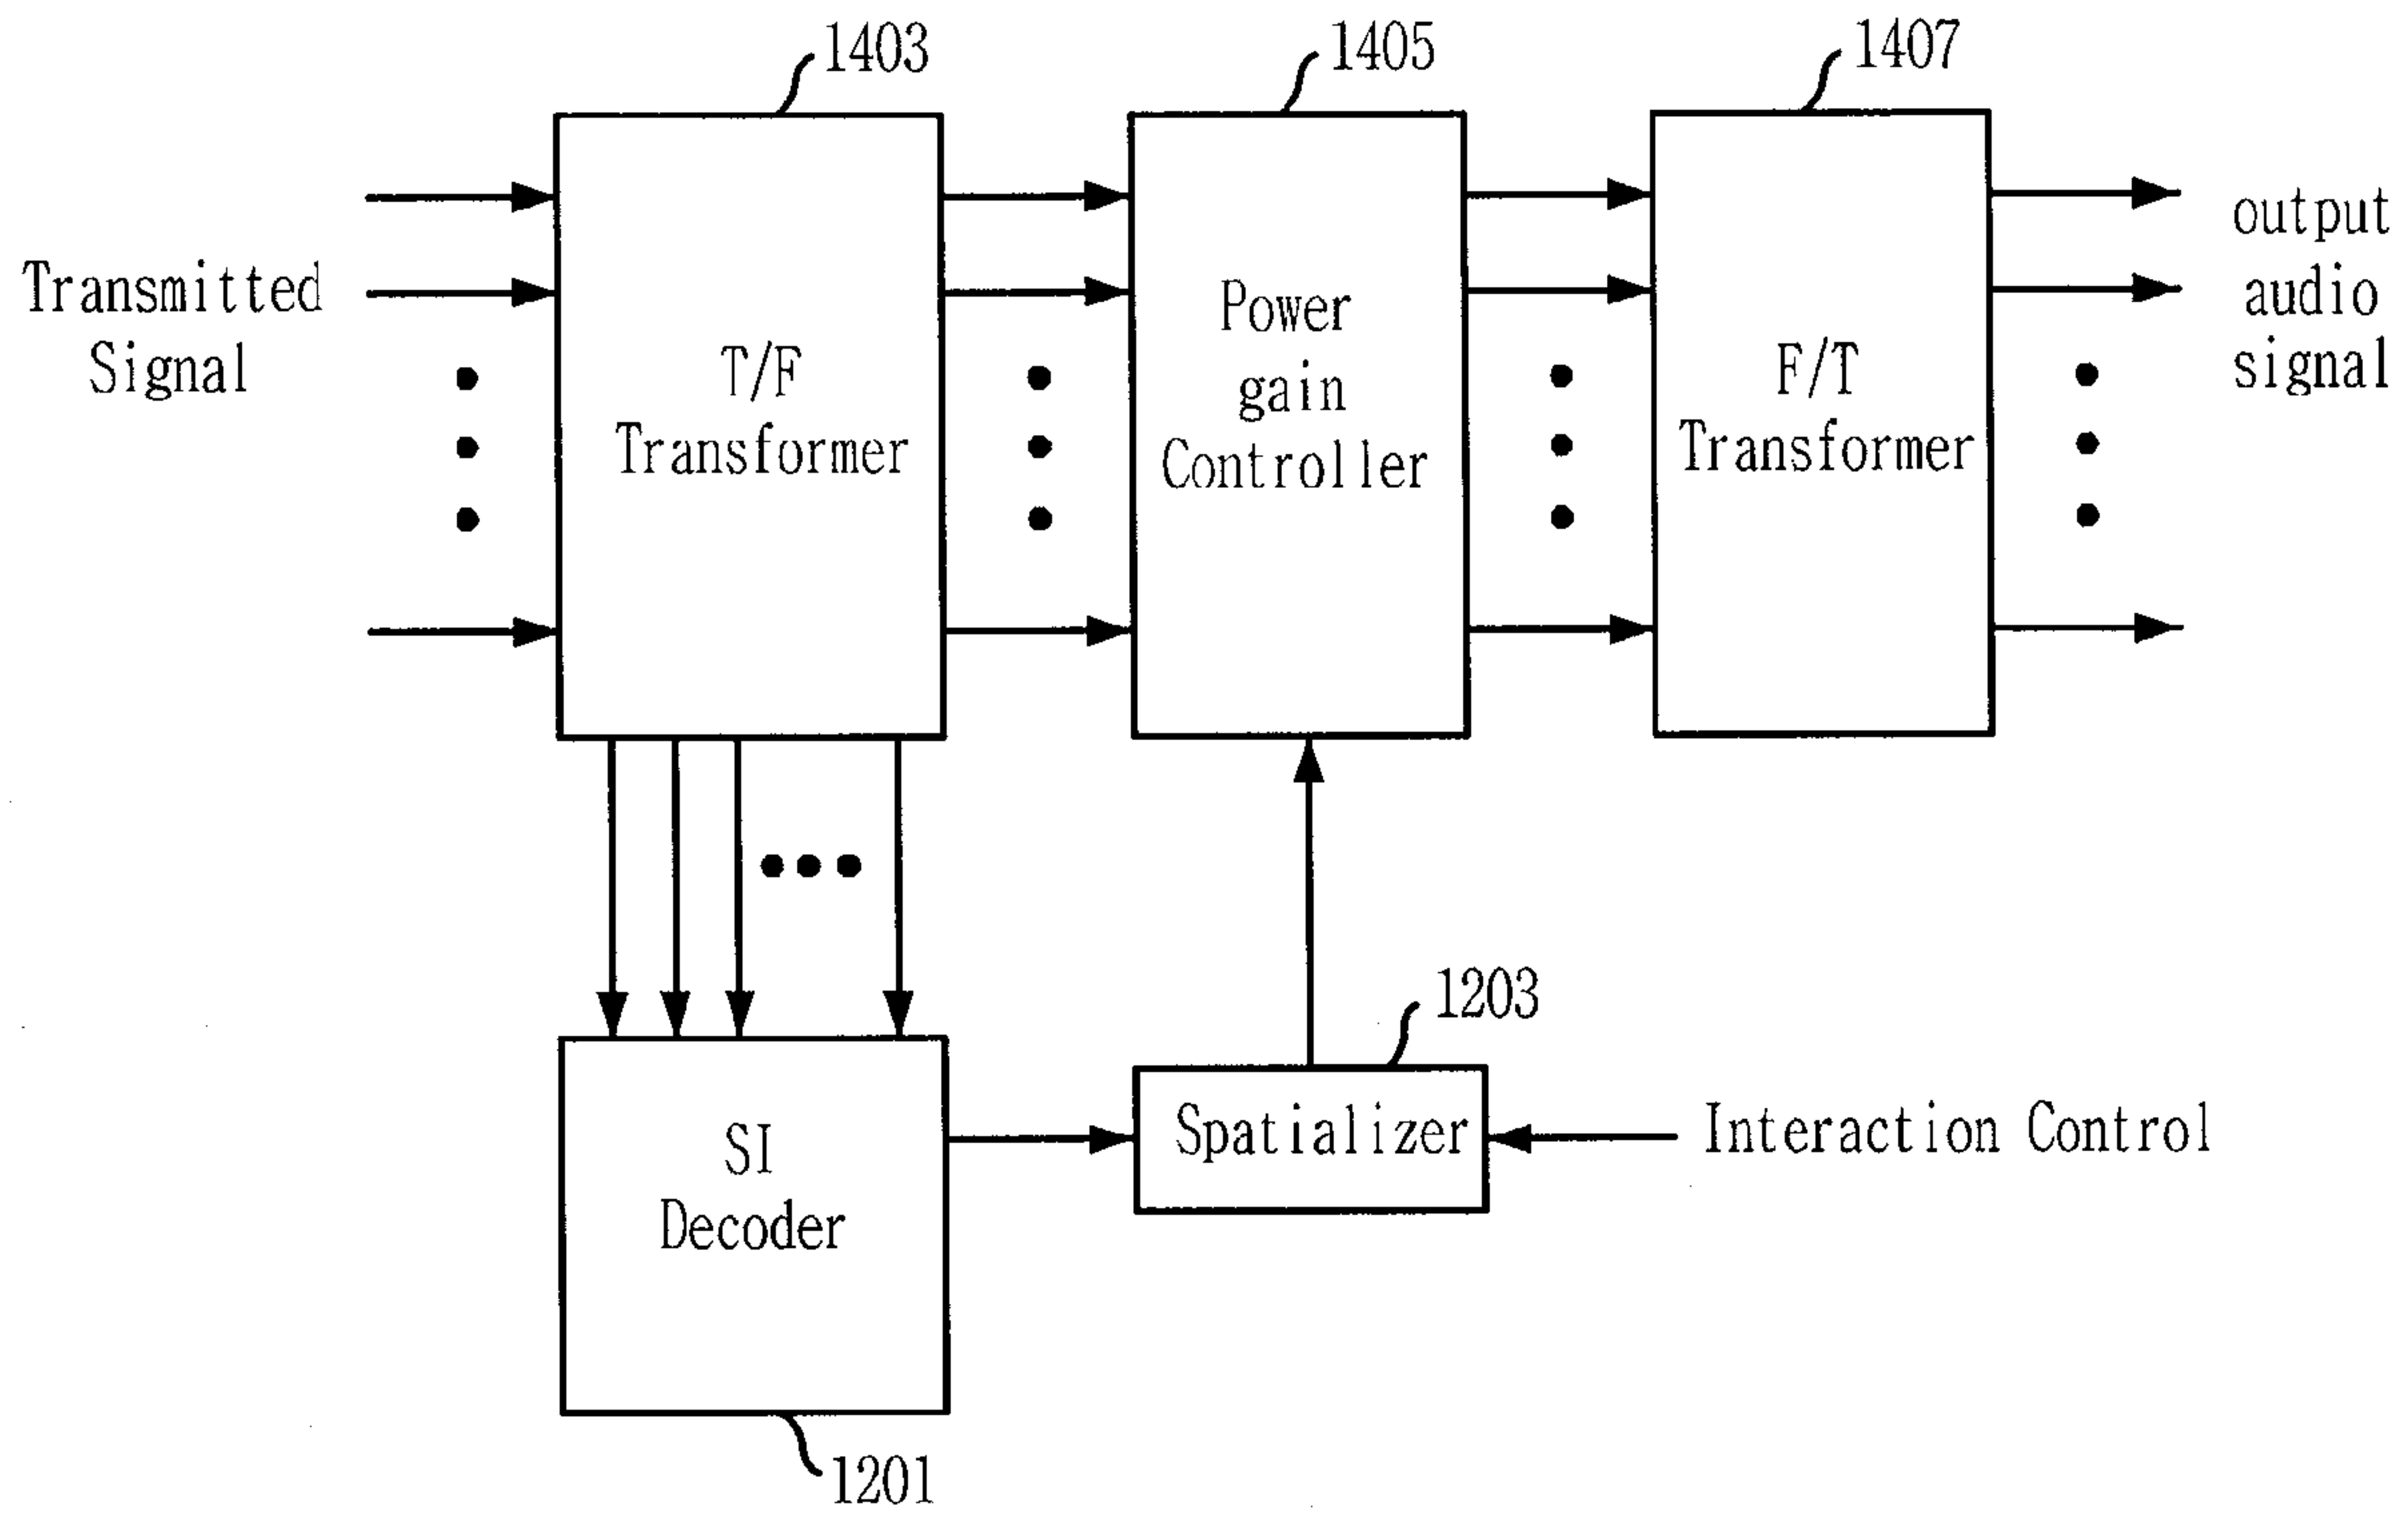 1403
1405
1407
Transmitted
Signal
T/F
Transformer
Power
gain
Controller
F/T
Transformer
output
audio
signal
1203
SI
Decoder
Spatializer
Interaction Control
1201